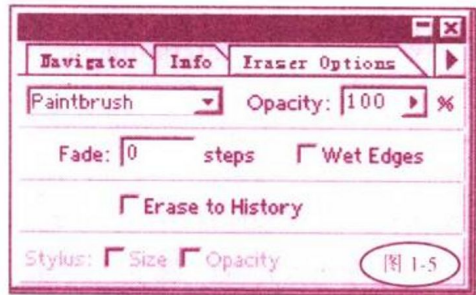 Navigator Info Eraser Options
Paintbrush Opacity: 100 %
Fade: 0 steps Wet Edges
Erase to History
Stylus: Size Opacity
图 1-5